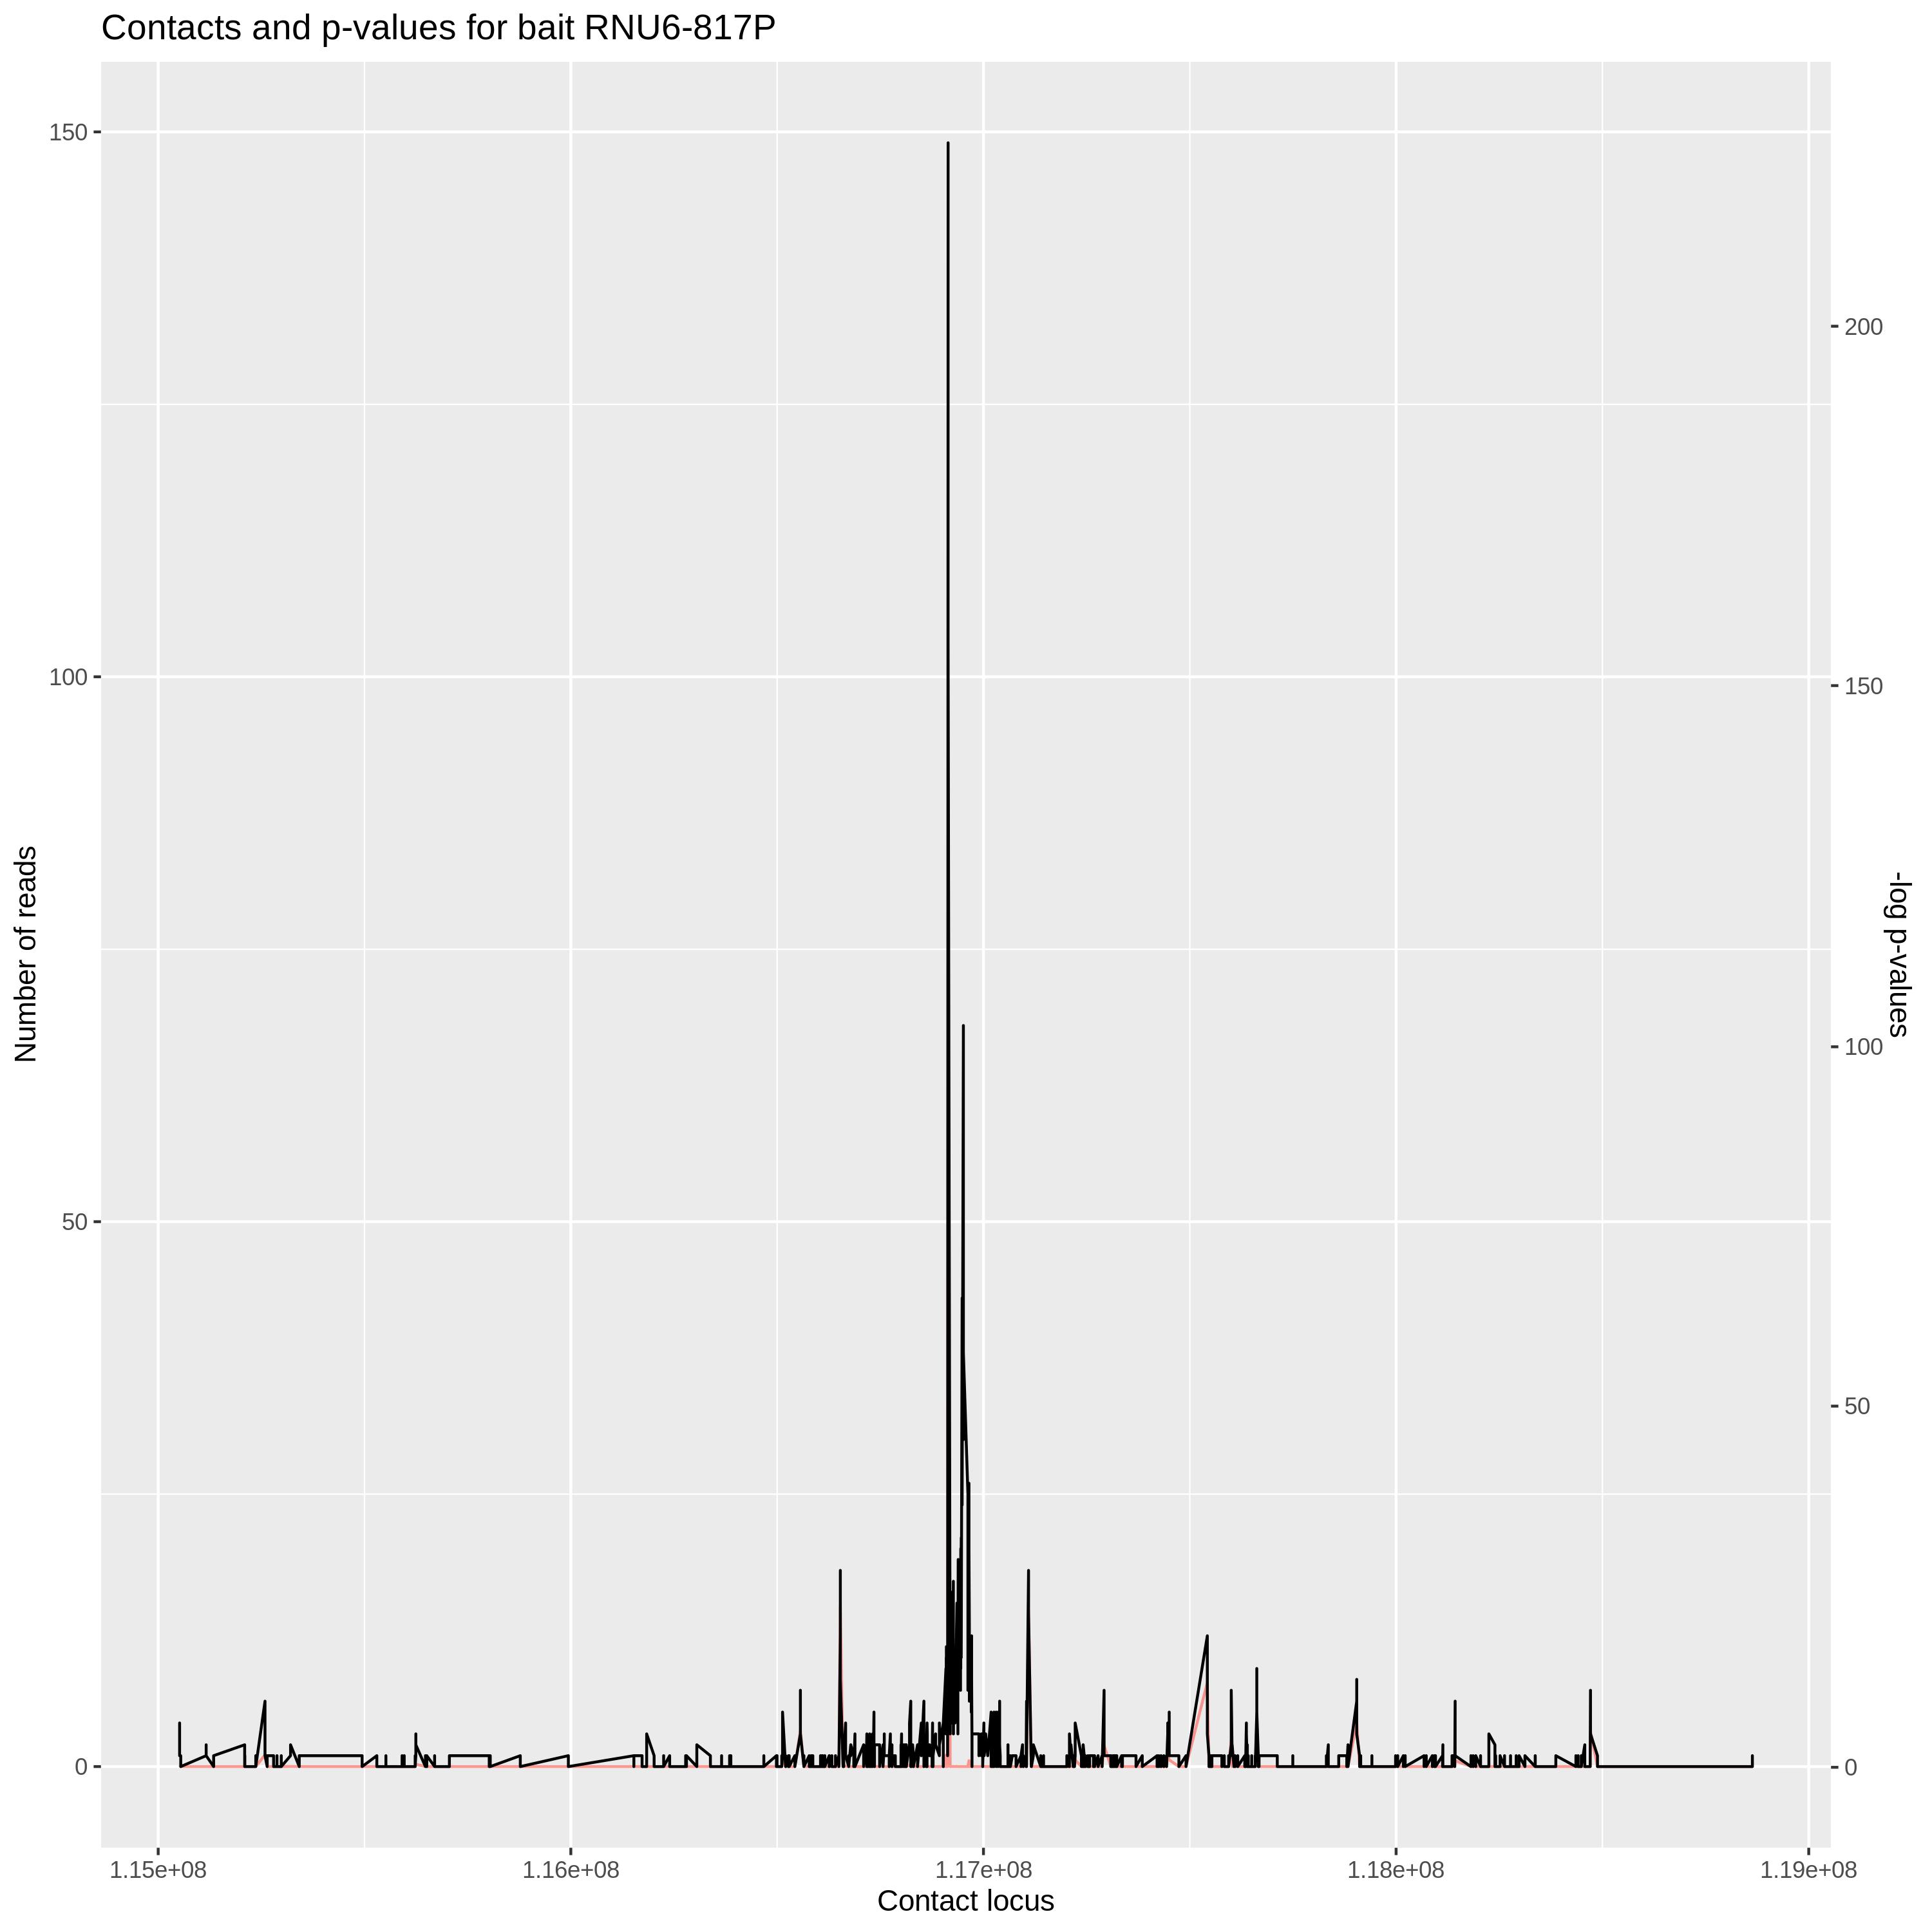 Contacts and p-values for bait RNU6-817P
150
100
50
0
Number of reads
200
150
100
50
0
-log p-values
1.15e+08
1.16e+08
1.17e+08
1.18e+08
1.19e+08
Contact locus